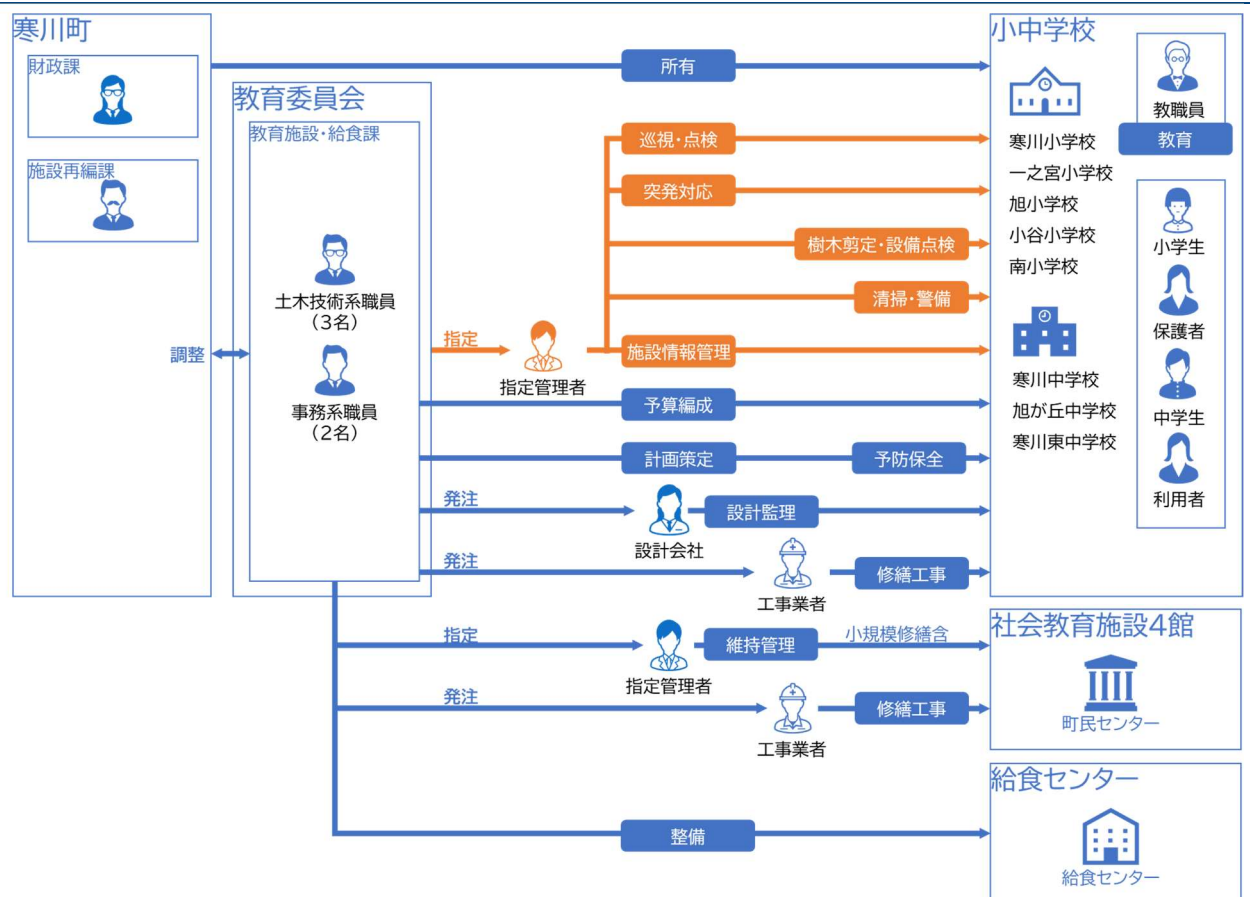 寒川町
財政課
施設再編課
調整
教育委員会
教育施設・給食課
土木技術系職員
（3名）
事務系職員
（2名）
所有
指定
指定管理者
巡視・点検
突発対応
樹木剪定・設備点検
清掃・警備
施設情報管理
予算編成
計画策定
予防保全
発注
設計会社
設計監理
発注
工事業者
修繕工事
指定
指定管理者
維持管理
小規模修繕含
発注
工事業者
修繕工事
整備
小中学校
寒川小学校
一之宮小学校
旭小学校
小谷小学校
南小学校
寒川中学校
旭が丘中学校
寒川東中学校
教職員
教育
小学生
保護者
中学生
利用者
社会教育施設4館
町民センター
給食センター
給食センター